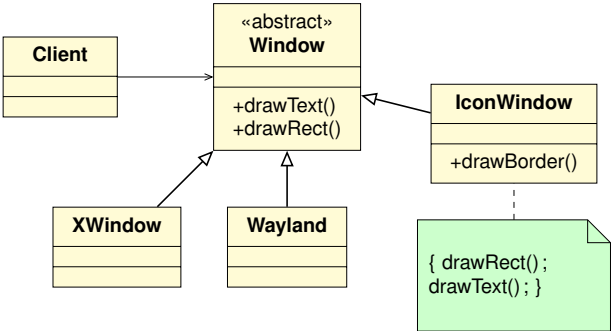 Client
«abstract»
Window
+drawText()
+drawRect()
IconWindow
+drawBorder()
XWindow
Wayland
{ drawRect() ;
drawText() ; }